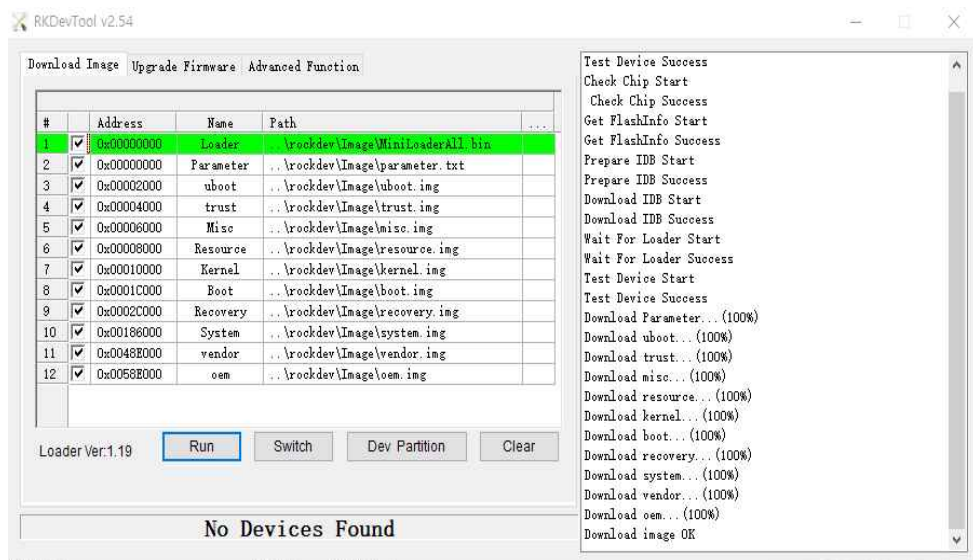 RKDevTool v2.54
Download Image Upgrade Firmware Advanced Function
# Address Name Path ...
1 0x00000000 Loader ..\rockdev\Image\MiniLoaderAll.bin
2 0x00000000 Parameter ..\rockdev\Image\parameter.txt
3 0x00002000 uboot ..\rockdev\Image\uboot.img
4 0x00004000 trust ..\rockdev\Image\trust.img
5 0x00006000 Misc ..\rockdev\Image\misc.img
6 0x00008000 Resource ..\rockdev\Image\resource.img
7 0x00010000 Kernel ..\rockdev\Image\kernel.img
8 0x0001C000 Boot ..\rockdev\Image\boot.img
9 0x0002C000 Recovery ..\rockdev\Image\recovery.img
10 0x00186000 System ..\rockdev\Image\system.img
11 0x0048E000 vendor ..\rockdev\Image\vendor.img
12 0x0058E000 oem ..\rockdev\Image\oem.img
Loader Ver:1.19 Run Switch Dev Partition Clear
No Devices Found
Test Device Success
Check Chip Start
Check Chip Success
Get FlashInfo Start
Get FlashInfo Success
Prepare IDB Start
Prepare IDB Success
Download IDB Start
Download IDB Success
Wait For Loader Start
Wait For Loader Success
Test Device Start
Test Device Success
Download Parameter...(100%)
Download uboot...(100%)
Download trust...(100%)
Download misc...(100%)
Download resource...(100%)
Download kernel...(100%)
Download boot...(100%)
Download recovery...(100%)
Download system...(100%)
Download vendor...(100%)
Download oem...(100%)
Download image OK